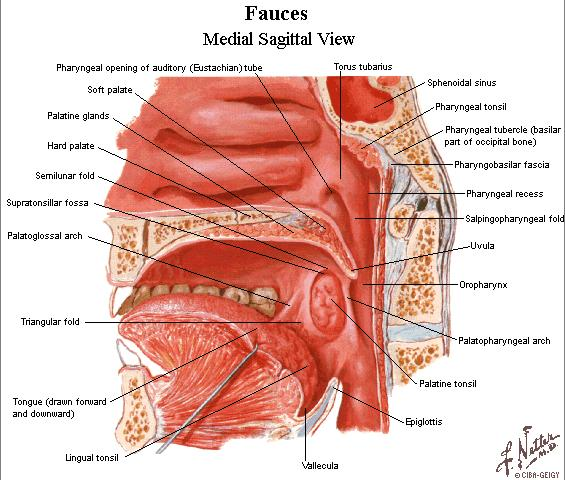 Fauces
Medial Sagittal View
Pharyngeal opening of auditory (Eustachian) tube
Soft palate
Palatine glands
Hard palate
Semilunar fold
Supratonsillar fossa
Palatoglossal arch
Triangular fold
Tongue (drawn forward
and downward)
Lingual tonsil
Torus tubarius
Sphenoidal sinus
Pharyngeal tonsil
Pharyngeal tubercle (basilar
part of occipital bone)
Pharyngobasilar fascia
Pharyngeal recess
Salpingopharyngeal fold
Uvula
Oropharynx
Palatopharyngeal arch
Palatine tonsil
Epiglottis
Vallecula
F. Netter
M.D.
© CIBA-GEIGY